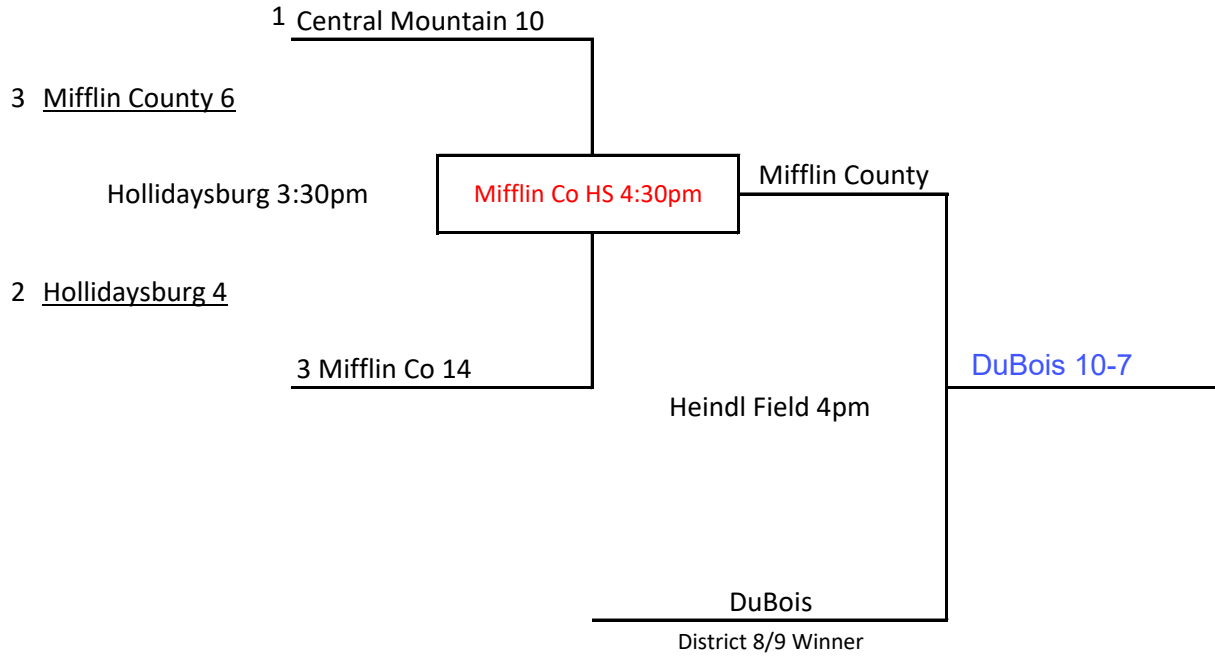 1 Central Mountain 10
3 Mifflin County 6
Hollidaysburg 3:30pm
Mifflin Co HS 4:30pm
Mifflin County
2 Hollidaysburg 4
3 Mifflin Co 14
DuBois 10-7
Heindl Field 4pm
DuBois
District 8/9 Winner